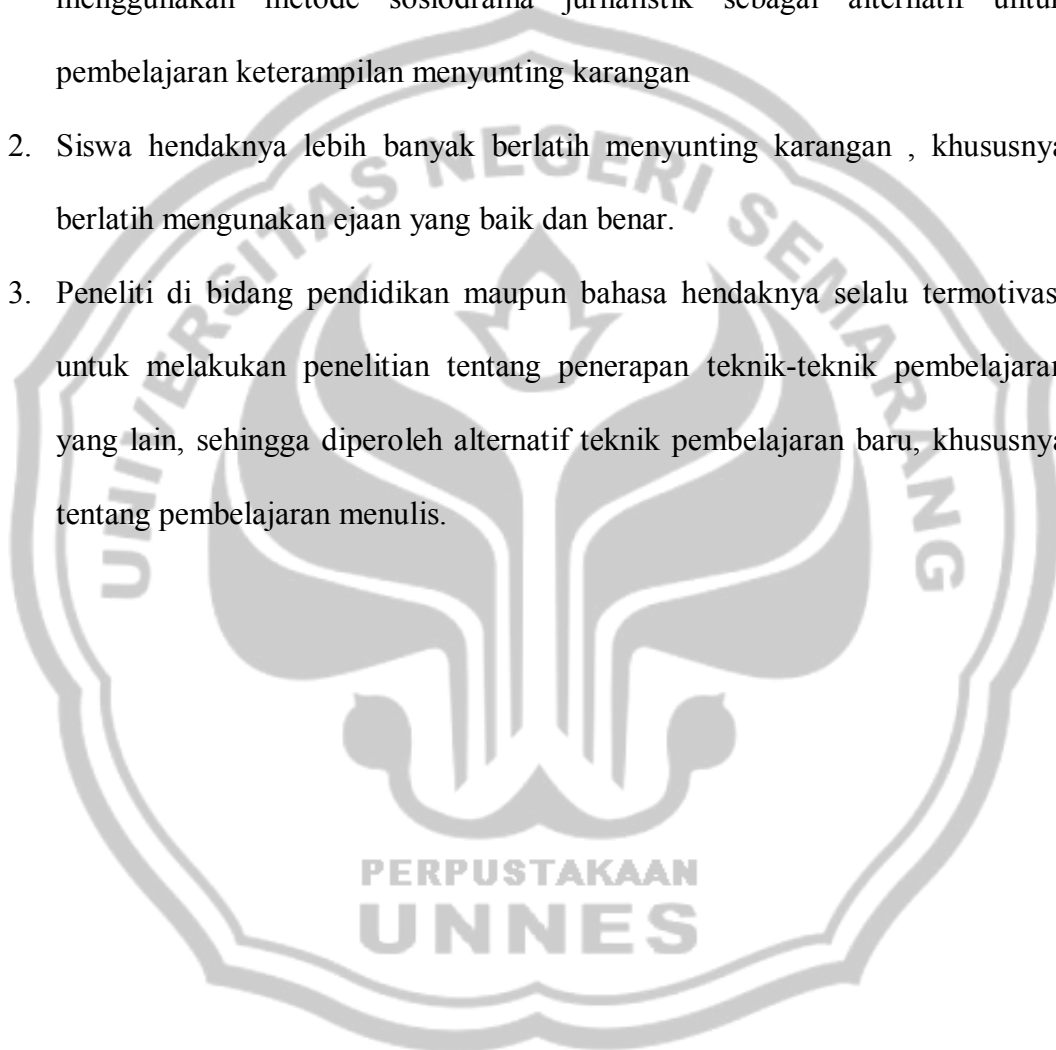 menggunakan metode sosiodrama jurnalistik sebagai alternatif untuk
pembelajaran keterampilan menyunting karangan
2. Siswa hendaknya lebih banyak berlatih menyunting karangan , khususnya
berlatih mengunakan ejaan yang baik dan benar.
3. Peneliti di bidang pendidikan maupun bahasa hendaknya selalu termotivasi
untuk melakukan penelitian tentang penerapan teknik-teknik pembelajaran
yang lain, sehingga diperoleh alternatif teknik pembelajaran baru, khususnya
tentang pembelajaran menulis.
UNIVERSITAS NEGERI SEMARANG
PERPUSTAKAAN
UNNES